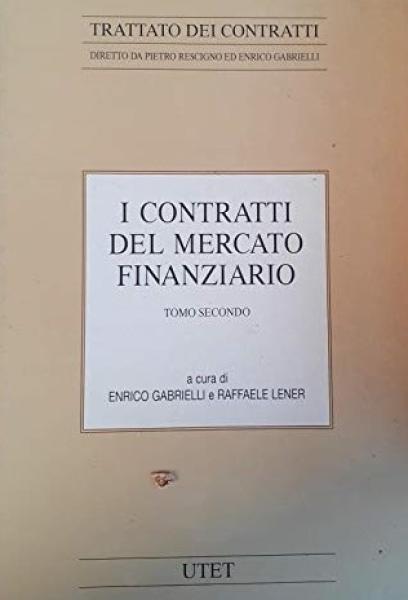 TRATTATO DEI CONTRATTI
DIRETTO DA PIETRO RESCIGNO ED ENRICO GABRIELLI
I CONTRATTI
DEL MERCATO
FINANZIARIO
TOMO SECONDO
a cura di
ENRICO GABRIELLI e RAFFAELE LENER
UTET